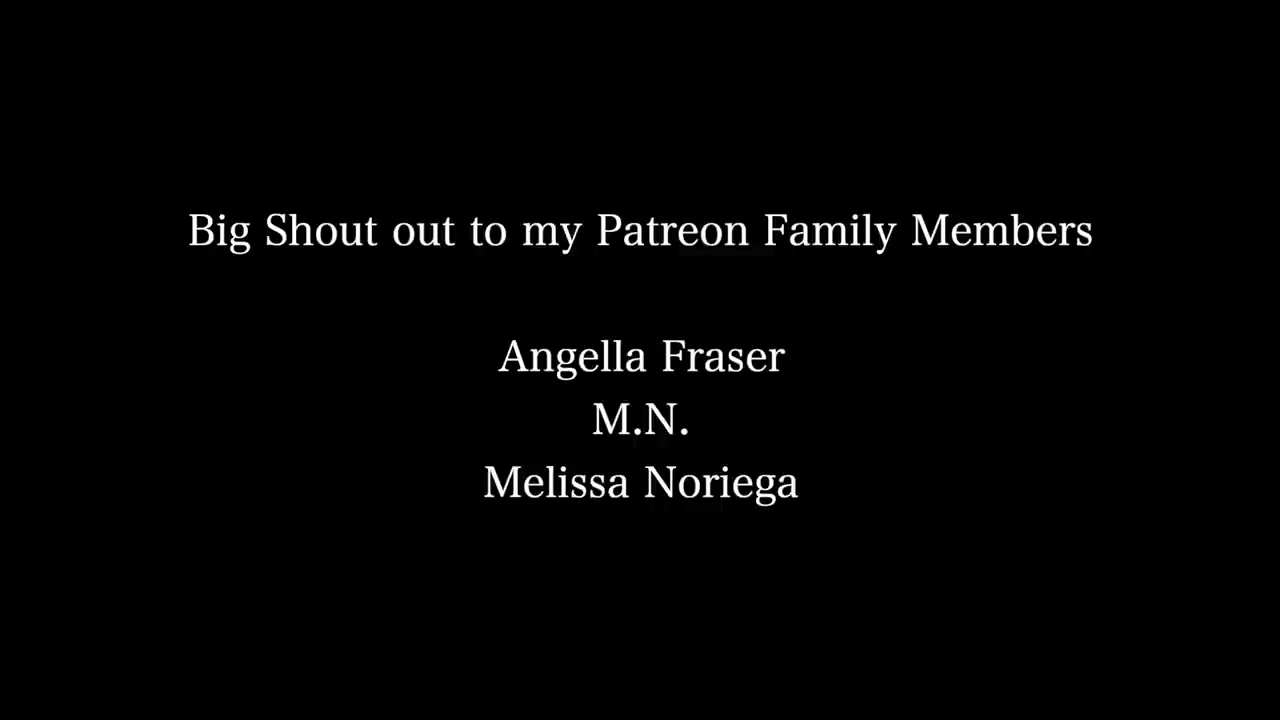 Big Shout out to my Patreon Family Members
Angella Fraser
M.N.
Melissa Noriega